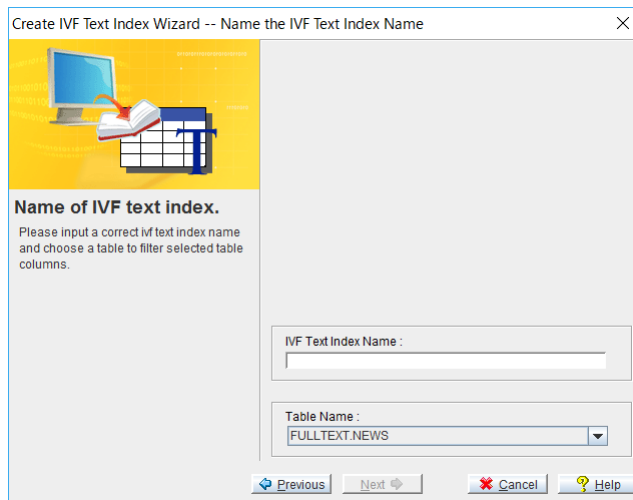 Create IVF Text Index Wizard -- Name the IVF Text Index Name
T
Name of IVF text index.
Please input a correct ivf text index name
and choose a table to filter selected table
columns.
IVF Text Index Name :
Table Name :
FULLTEXT.NEWS
Previous
Next
Cancel
Help